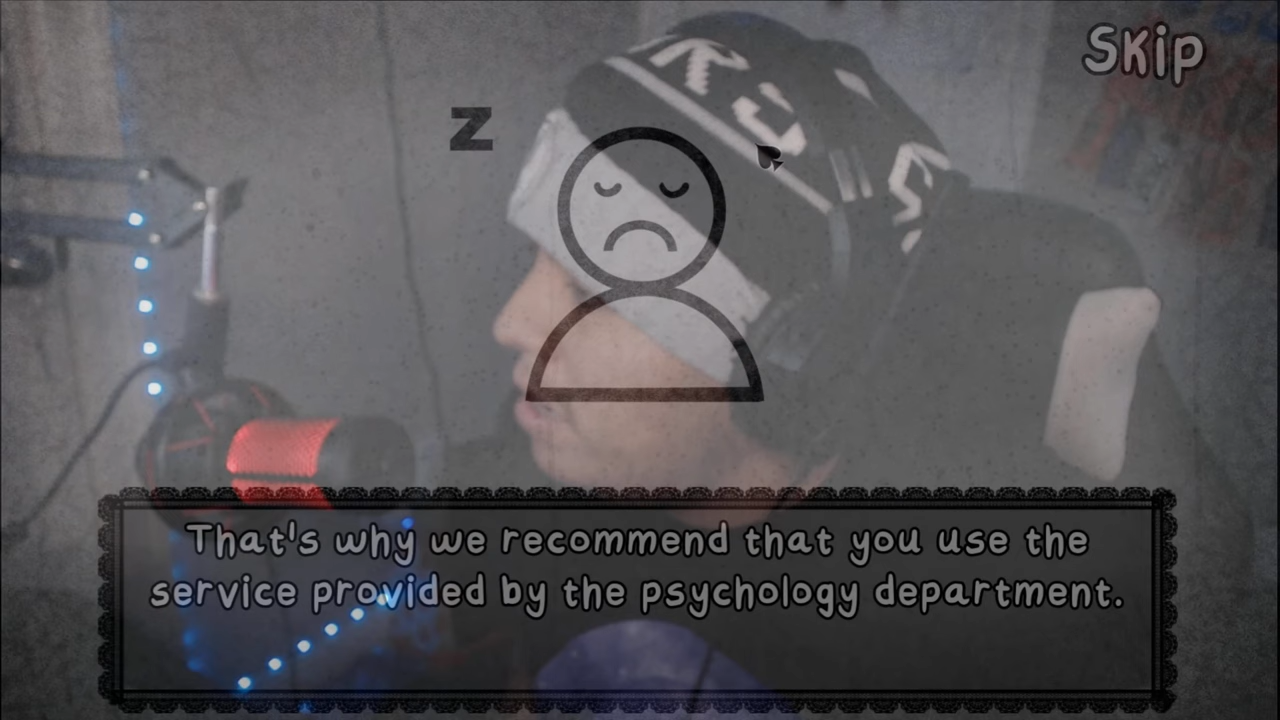 Skip
Z
That's why we recommend that you use the
service provided by the psychology department.